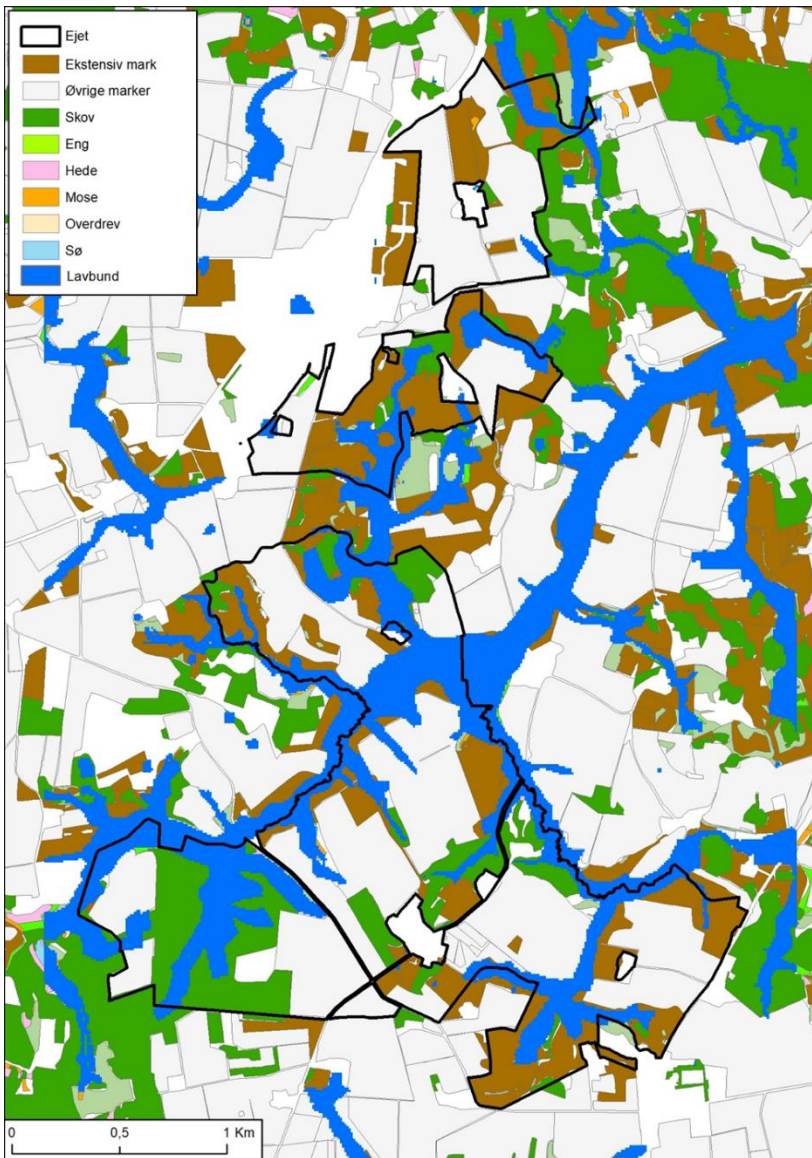 Ejet
Ekstensiv mark
Øvrige marker
Skov
Eng
Hede
Mose
Overdrev
Sø
Lavbund
0 0,5 1 Km